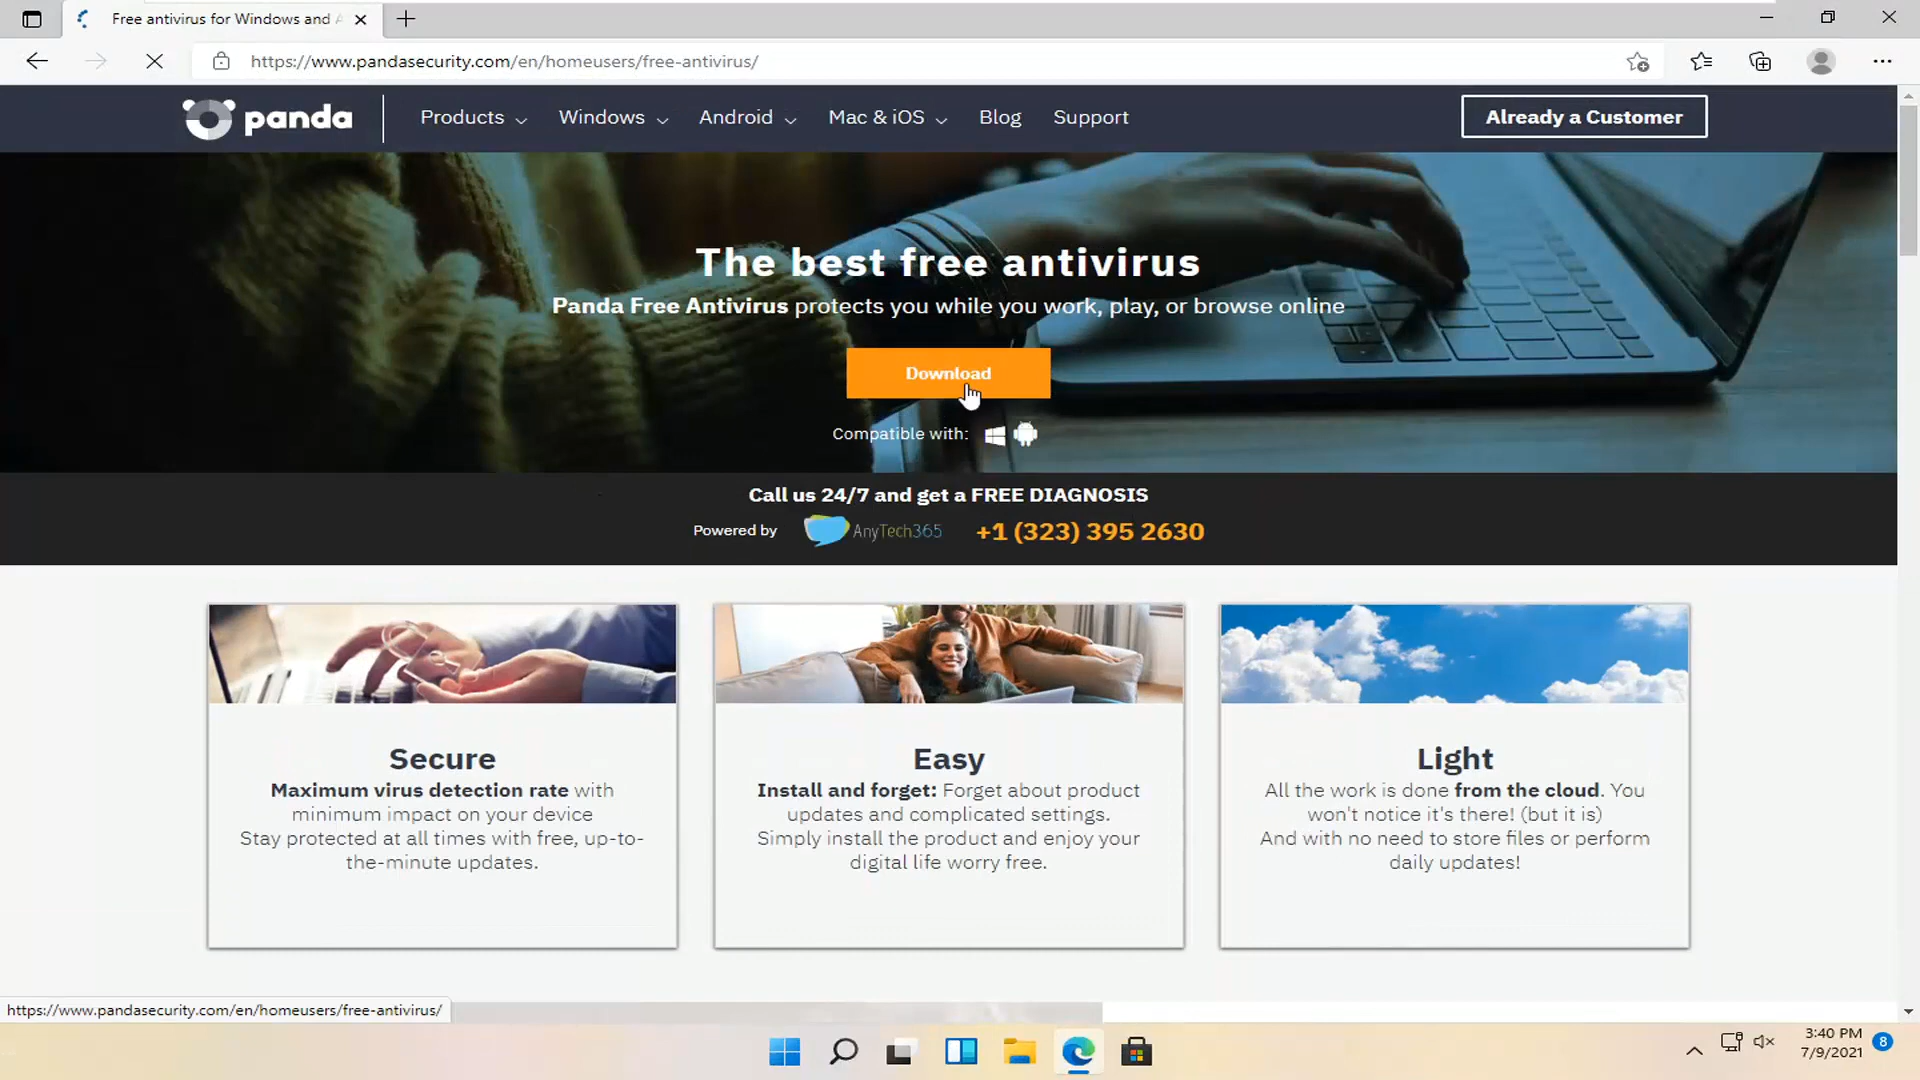 Free antivirus for Windows and A
https://www.pandasecurity.com/en/homeusers/free-antivirus/
panda
Products
Windows
Android
Mac & iOS
Blog
Support
Already a Customer
The best free antivirus
Panda Free Antivirus protects you while you work, play, or browse online
Download
Compatible with:
Call us 24/7 and get a FREE DIAGNOSIS
Powered by
AnyTech365
+1 (323) 395 2630
Secure
Maximum virus detection rate with
minimum impact on your device
Stay protected at all times with free, up-to-
the-minute updates.
Easy
Install and forget: Forget about product
updates and complicated settings.
Simply install the product and enjoy your
digital life worry free.
Light
All the work is done from the cloud. You
won't notice it's there! (but it is)
And with no need to store files or perform
daily updates!
https://www.pandasecurity.com/en/homeusers/free-antivirus/
3:40 PM
7/9/2021
8